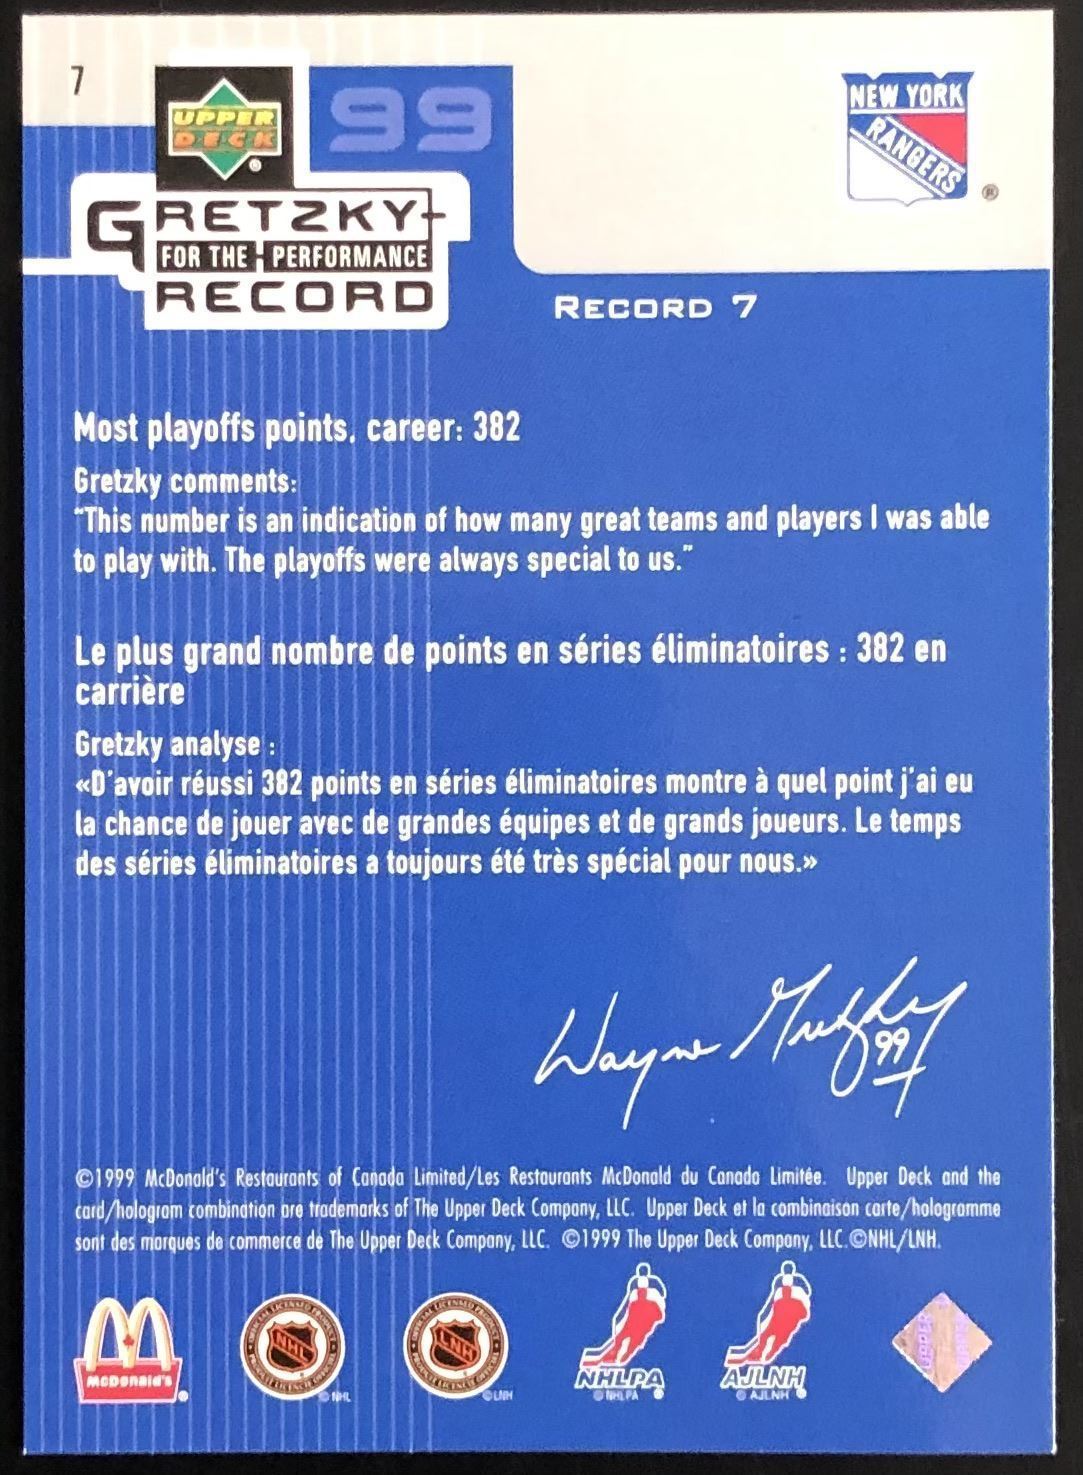 7
UPPER
DECK
99
NEW YORK
RANGERS
®
GRETZKY
FOR THE PERFORMANCE
RECORD
RECORD 7
Most playoffs points, career: 382
Gretzky comments:
"This number is an indication of how many great teams and players I was able
to play with. The playoffs were always special to us."
Le plus grand nombre de points en séries éliminatoires : 382 en
carrière
Gretzky analyse :
«D'avoir réussi 382 points en séries éliminatoires montre à quel point j'ai eu
la chance de jouer avec de grandes équipes et de grands joueurs. Le temps
des séries éliminatoires a toujours été très spécial pour nous.»
Wayne Gretzky
99
©1999 McDonald's Restaurants of Canada Limited/Les Restaurants McDonald du Canada Limitée. Upper Deck and the
card/hologram combination are trademarks of The Upper Deck Company, LLC. Upper Deck et la combinaison carte/hologramme
sont des marques de commerce de The Upper Deck Company, LLC. ©1999 The Upper Deck Company, LLC.©NHL/LNH.
McDonald's ®
NHL
© NHL
LNH
© LNH
NHLPA
© NHLPA
AJLNH
© AJLNH
UPPER